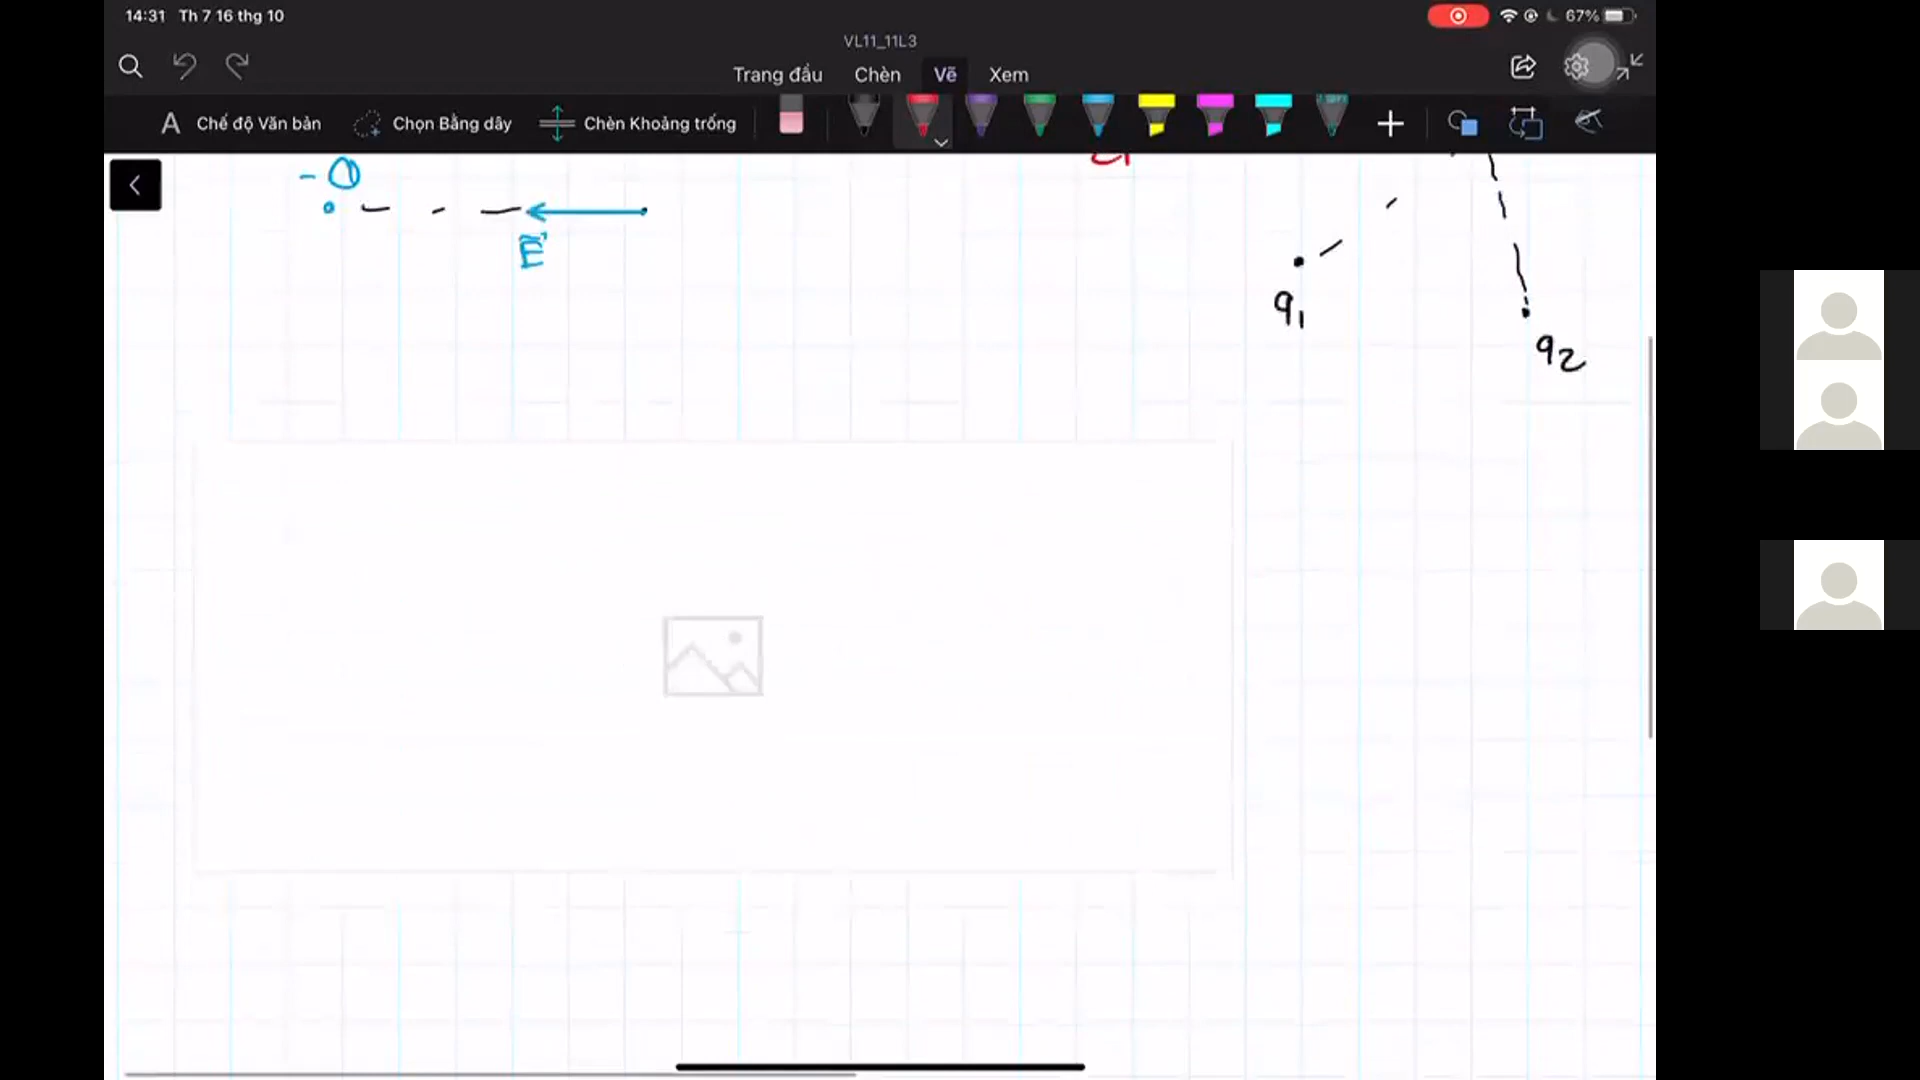 14:31 Th 7 16 thg 10
67%
VL11_11L3
Trang đầu Chèn Vẽ Xem
A Chế độ Văn bản Chọn Bằng dây Chèn Khoảng trống
- Q
E
q1
q2